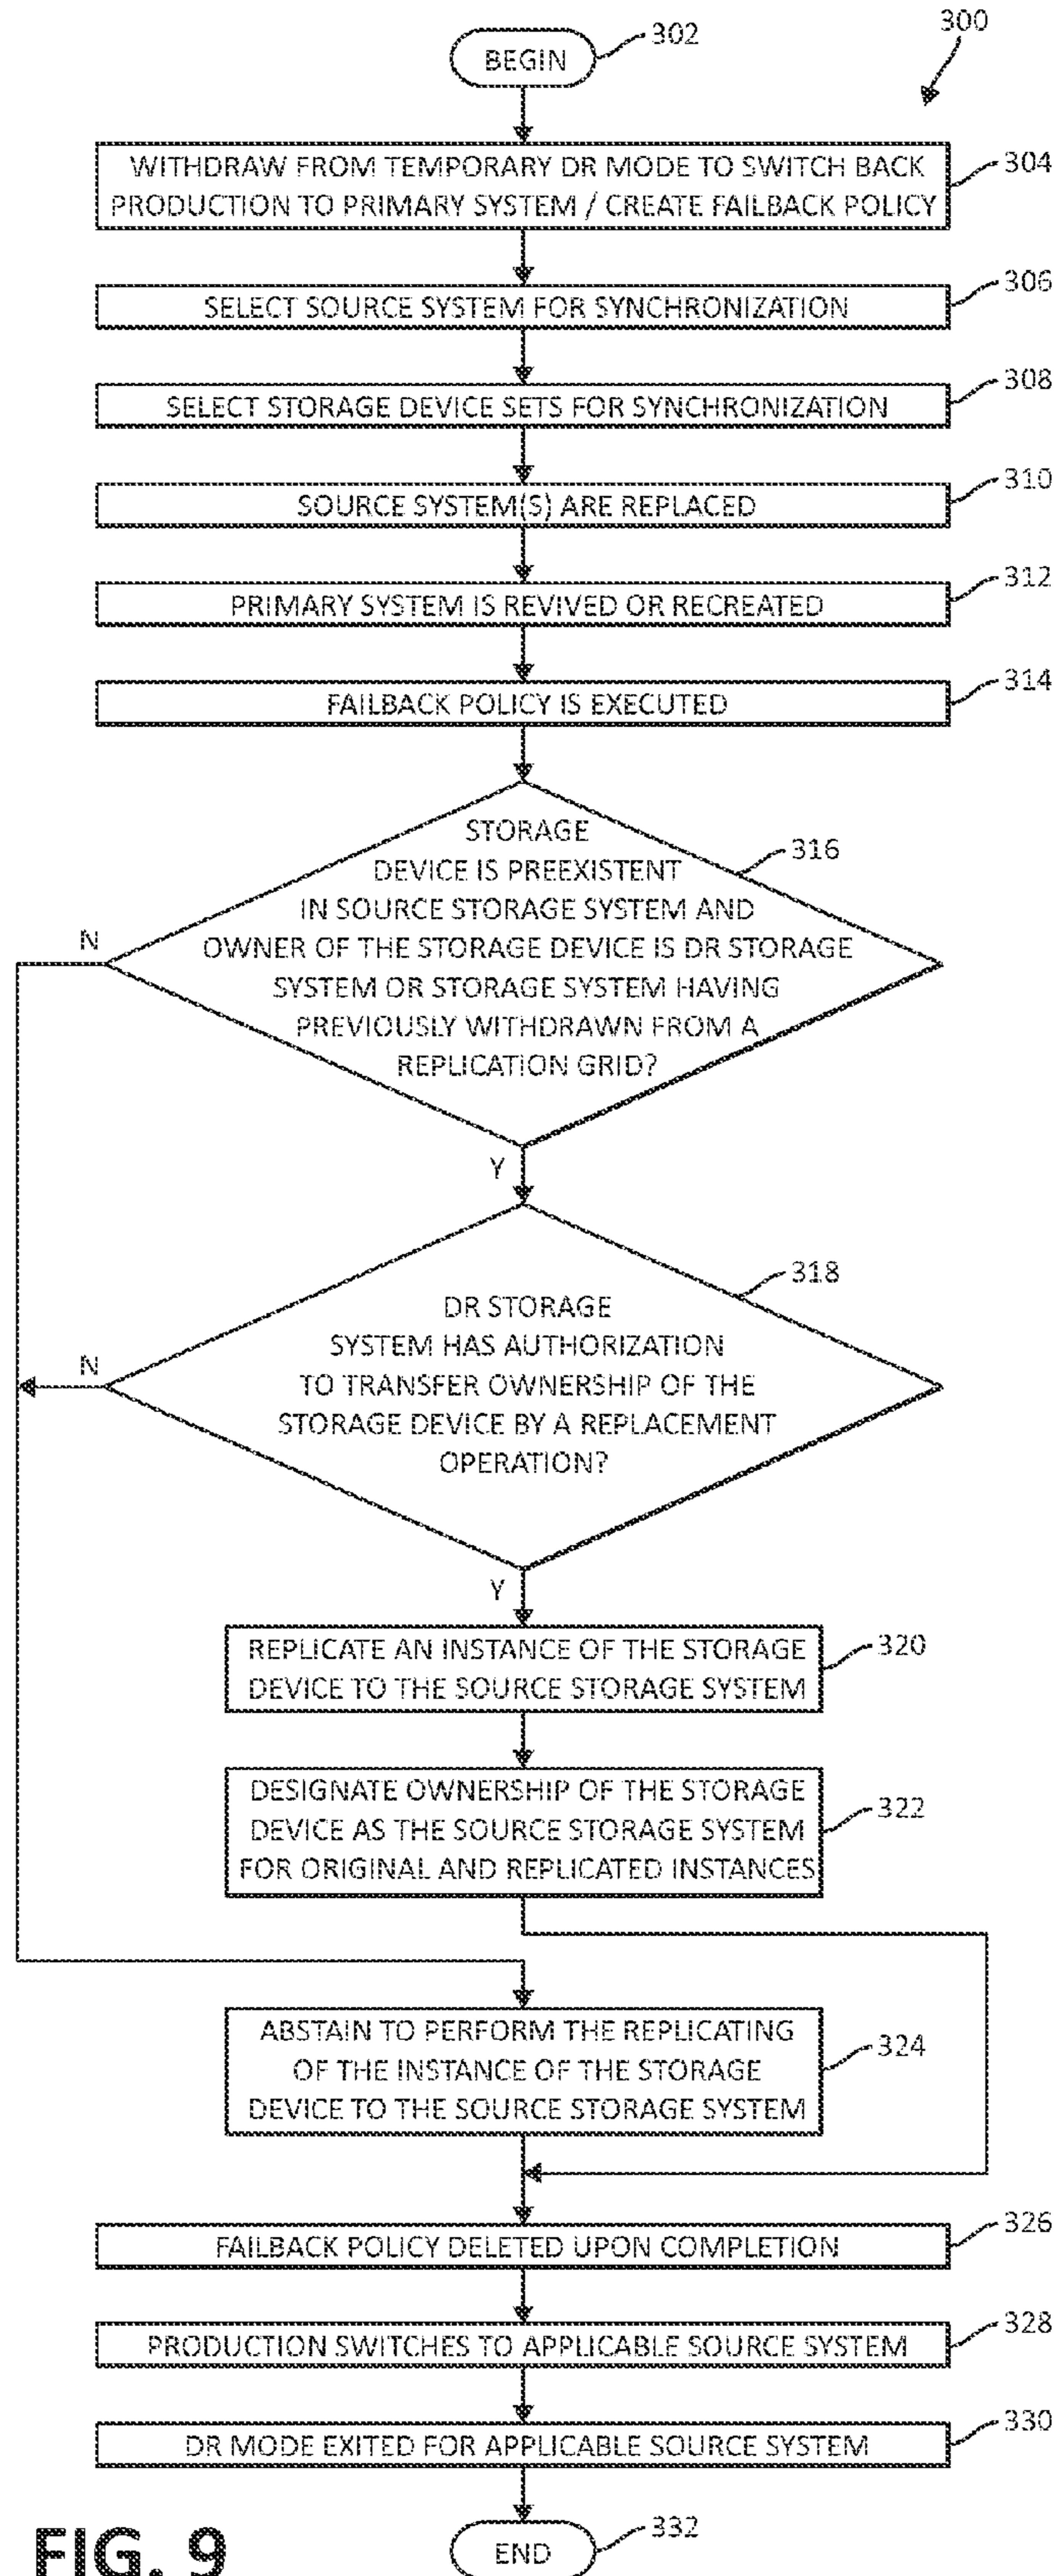 300
BEGIN
302
WITHDRAW FROM TEMPORARY DR MODE TO SWITCH BACK
PRODUCTION TO PRIMARY SYSTEM / CREATE FAILBACK POLICY
304
SELECT SOURCE SYSTEM FOR SYNCHRONIZATION
306
SELECT STORAGE DEVICE SETS FOR SYNCHRONIZATION
308
SOURCE SYSTEM(S) ARE REPLACED
310
PRIMARY SYSTEM IS REVIVED OR RECREATED
312
FAILBACK POLICY IS EXECUTED
314
STORAGE
DEVICE IS PREEXISTENT
IN SOURCE STORAGE SYSTEM AND
OWNER OF THE STORAGE DEVICE IS DR STORAGE
SYSTEM OR STORAGE SYSTEM HAVING
PREVIOUSLY WITHDRAWN FROM A
REPLICATION GRID?
316
N
Y
DR STORAGE
SYSTEM HAS AUTHORIZATION
TO TRANSFER OWNERSHIP OF THE
STORAGE DEVICE BY A REPLACEMENT
OPERATION?
318
N
Y
REPLICATE AN INSTANCE OF THE STORAGE
DEVICE TO THE SOURCE STORAGE SYSTEM
320
DESIGNATE OWNERSHIP OF THE STORAGE
DEVICE AS THE SOURCE STORAGE SYSTEM
FOR ORIGINAL AND REPLICATED INSTANCES
322
ABSTAIN TO PERFORM THE REPLICATING
OF THE INSTANCE OF THE STORAGE
DEVICE TO THE SOURCE STORAGE SYSTEM
324
FAILBACK POLICY DELETED UPON COMPLETION
326
PRODUCTION SWITCHES TO APPLICABLE SOURCE SYSTEM
328
DR MODE EXITED FOR APPLICABLE SOURCE SYSTEM
330
END
332
FIG. 9